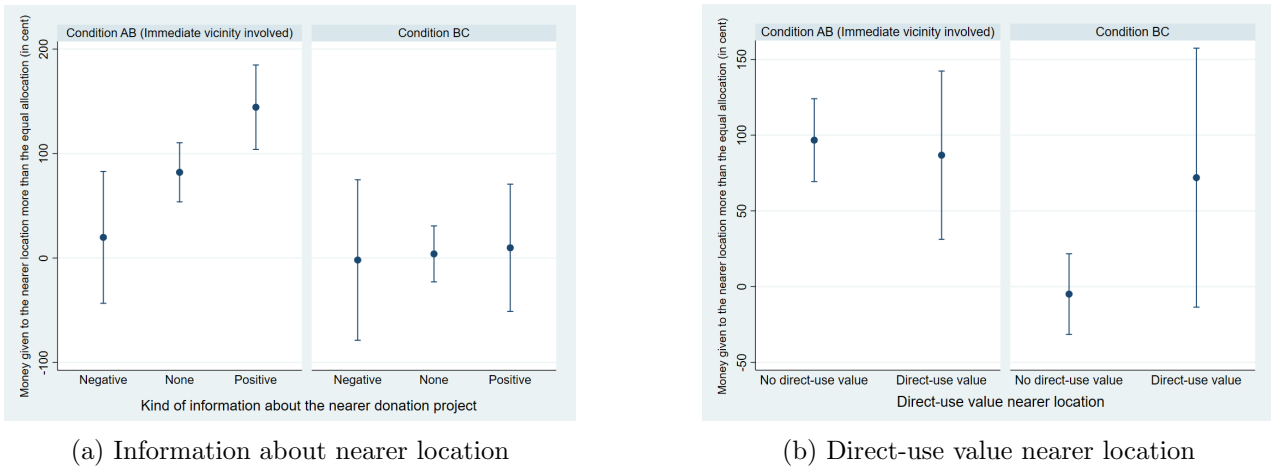 Condition AB (Immediate vicinity involved)
Condition BC
Money given to the nearer location more than the equal allocation (in cent)
200
100
0
-100
Negative
None
Positive
Negative
None
Positive
Kind of information about the nearer donation project
(a) Information about nearer location
Condition AB (Immediate vicinity involved)
Condition BC
Money given to the nearer location more than the equal allocation (in cent)
150
100
50
0
-50
No direct-use value
Direct-use value
No direct-use value
Direct-use value
Direct-use value nearer location
(b) Direct-use value nearer location